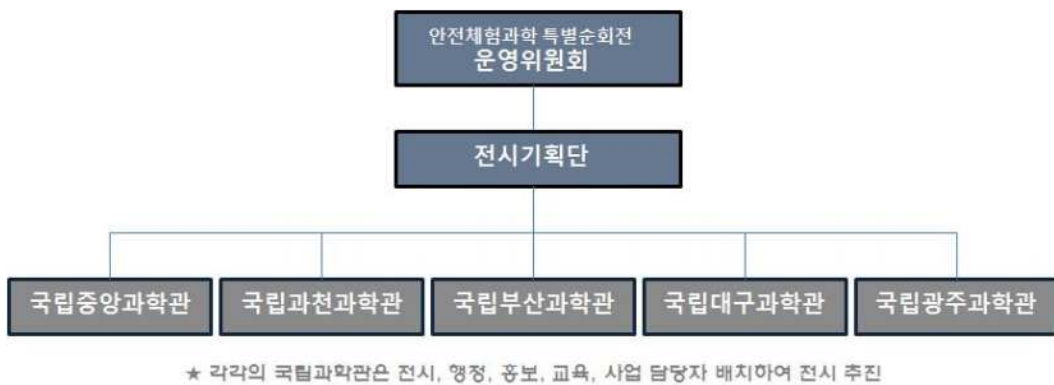 안전체험과학 특별순회전
운영위원회
전시기획단
국립중앙과학관
국립과천과학관
국립부산과학관
국립대구과학관
국립광주과학관
★ 각각의 국립과학관은 전시, 행정, 홍보, 교육, 사업 담당자 배치하여 전시 추진